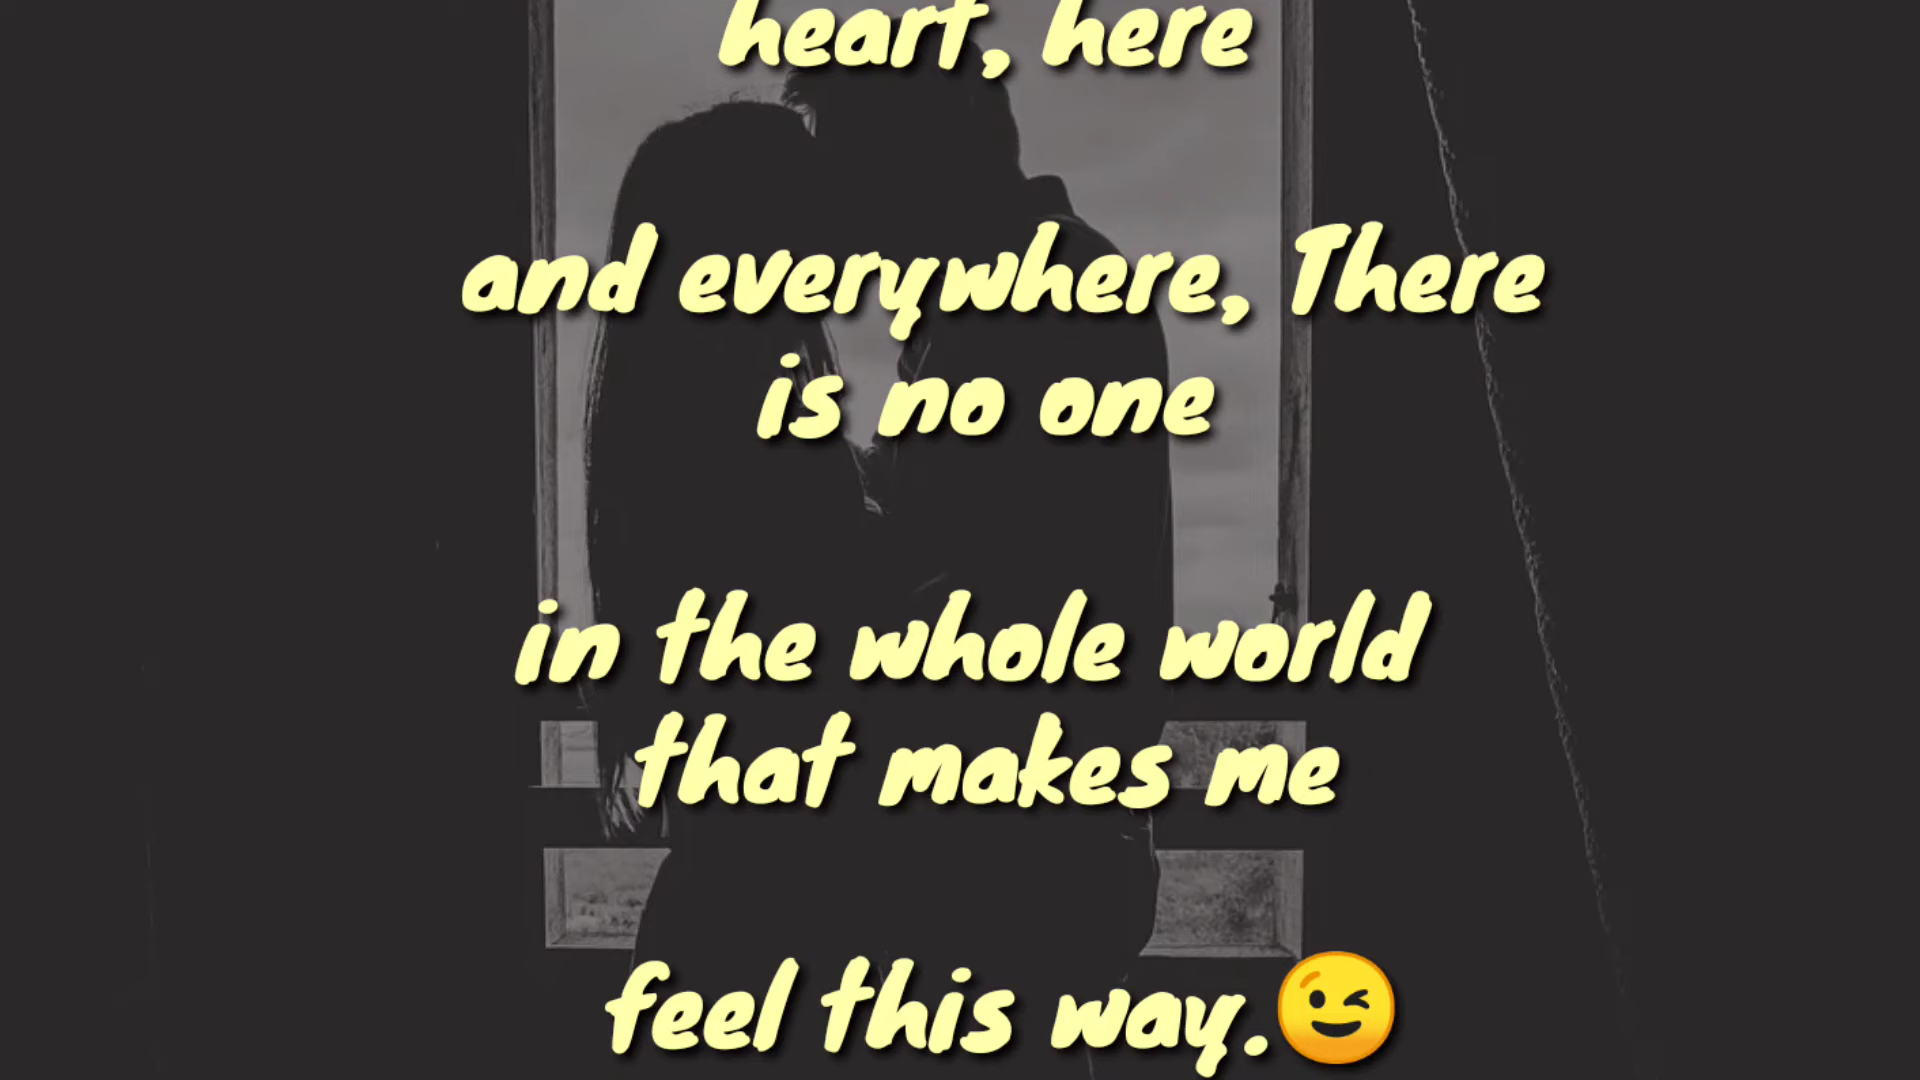 heart, here
and everywhere, There
is no one
in the whole world
that makes me
feel this way.😉